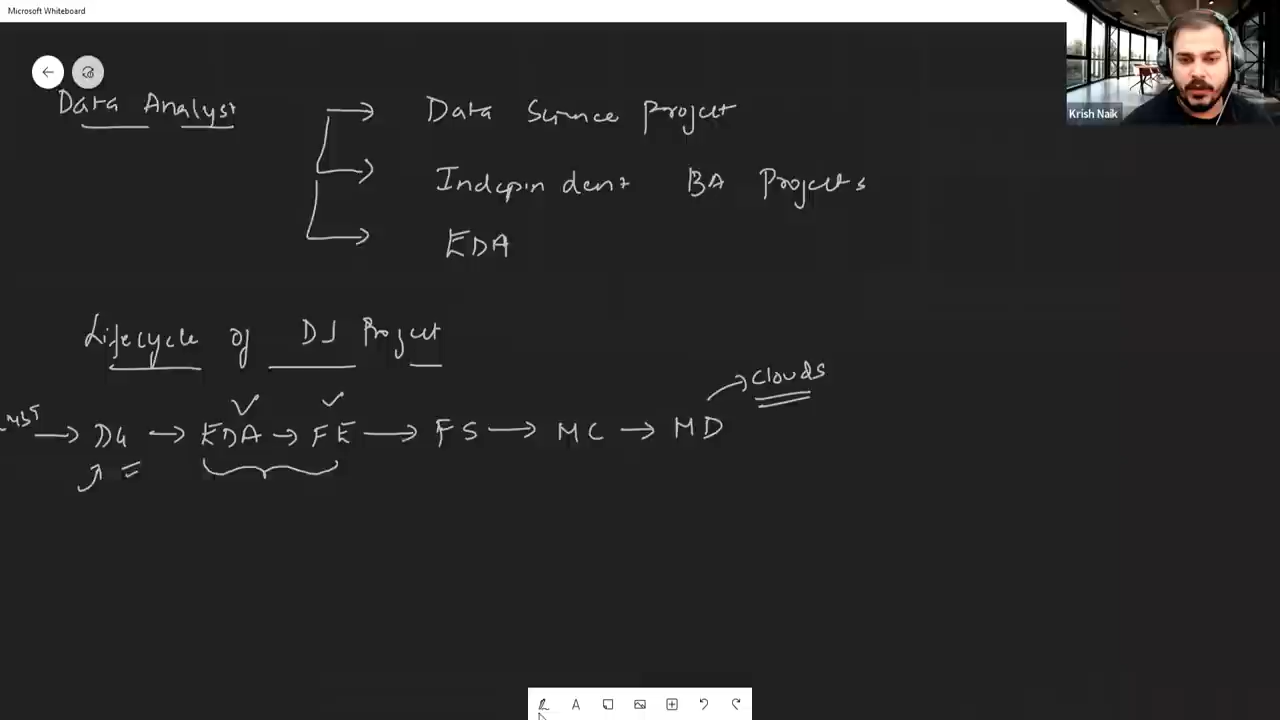 Microsoft Whiteboard
Krish Naik
Data Analyst
Data Science Project
Independent BA Projects
EDA
Lifecycle of DS Project
Clouds
→ DG → EDA → FE → FS → MC → MD